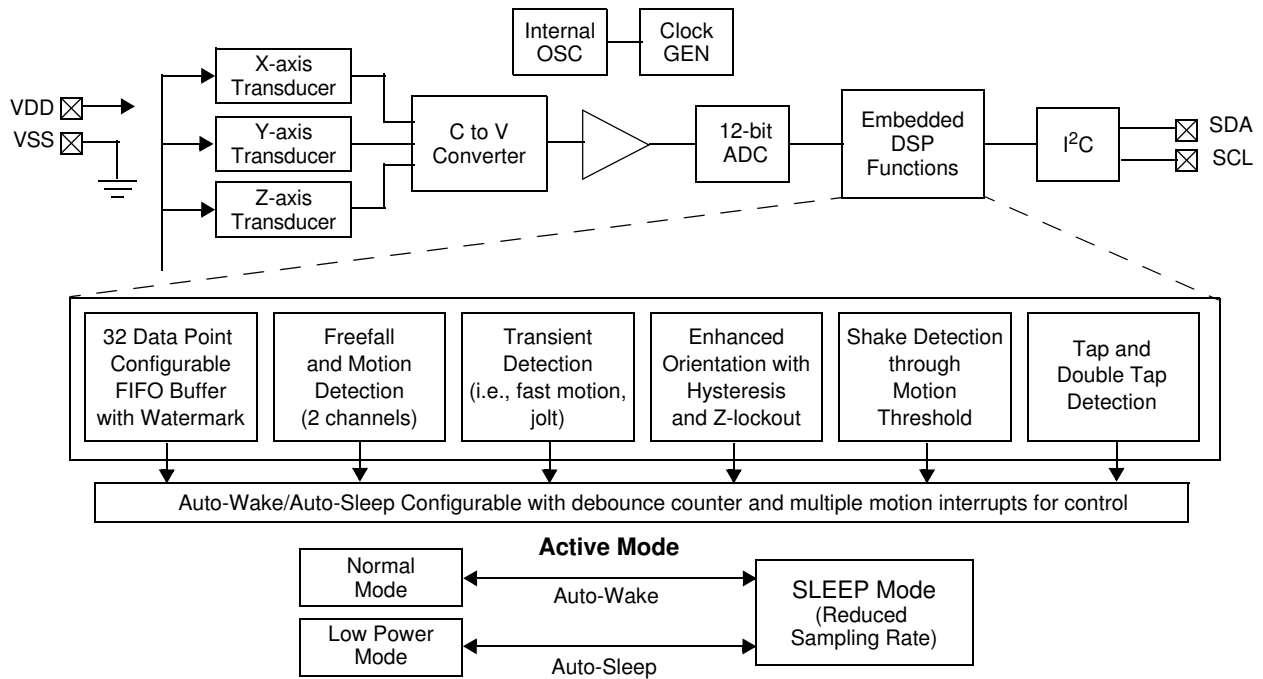 Internal
OSC
Clock
GEN
X-axis
Transducer
VDD
VSS
Y-axis
Transducer
Z-axis
Transducer
C to V
Converter
12-bit
ADC
Embedded
DSP
Functions
I²C
SDA
SCL
32 Data Point
Configurable
FIFO Buffer
with Watermark
Freefall
and Motion
Detection
(2 channels)
Transient
Detection
(i.e., fast motion,
jolt)
Enhanced
Orientation with
Hysteresis
and Z-lockout
Shake Detection
through
Motion
Threshold
Tap and
Double Tap
Detection
Auto-Wake/Auto-Sleep Configurable with debounce counter and multiple motion interrupts for control
Active Mode
Normal
Mode
Auto-Wake
Low Power
Mode
Auto-Sleep
SLEEP Mode
(Reduced
Sampling Rate)